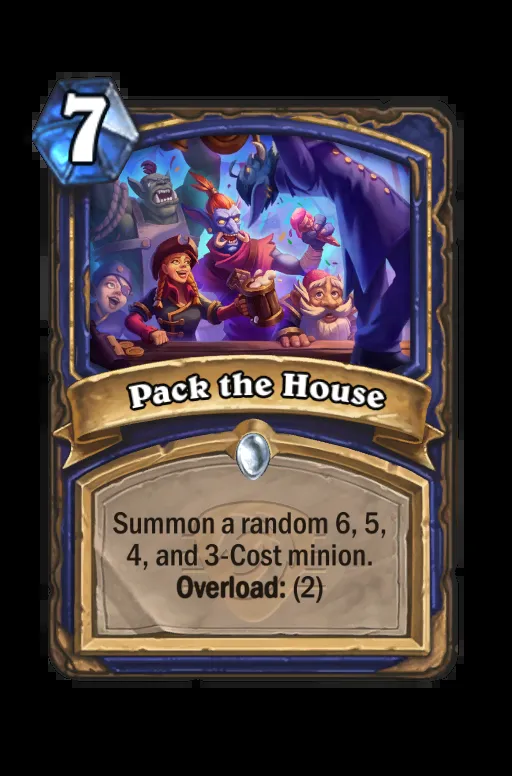 7
Pack the House
Summon a random 6, 5,
4, and 3-Cost minion.
Overload: (2)